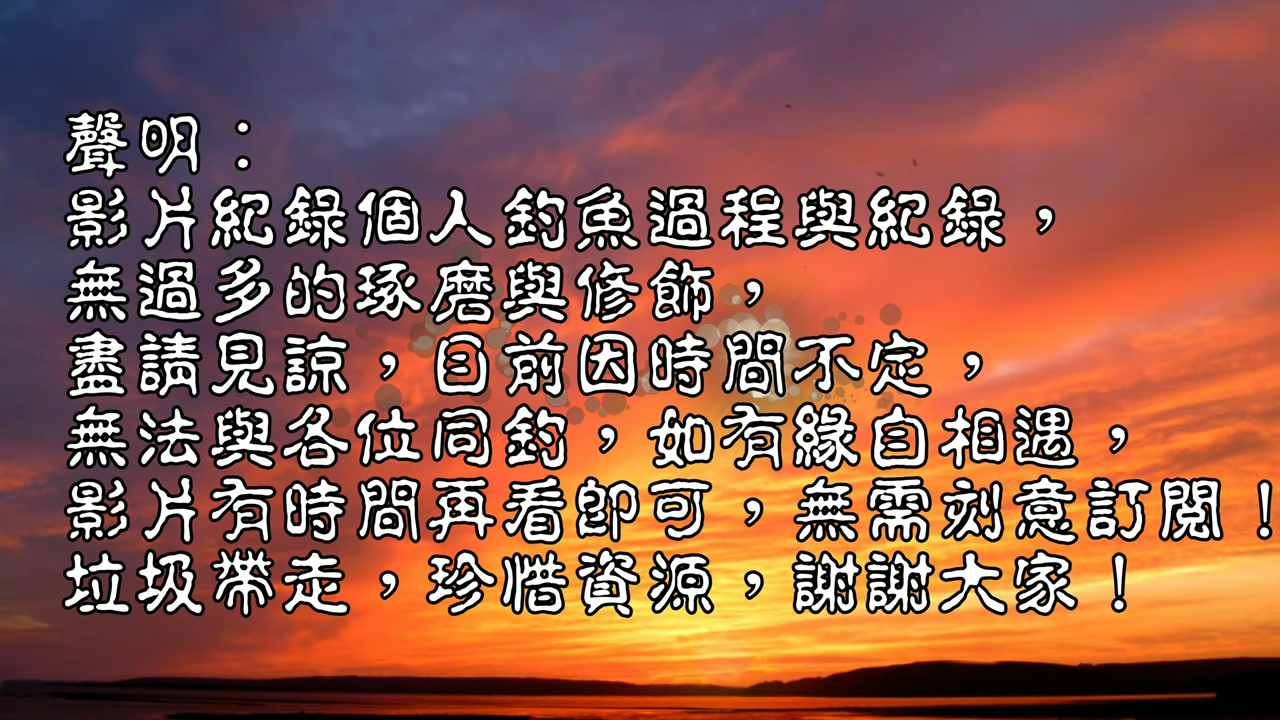 聲明：
影片紀錄個人釣魚過程與紀錄，
無過多的琢磨與修飾，
盡請見諒，目前因時間不定，
無法與各位同釣，如有緣自相遇，
影片有時間再看即可，無需刻意訂閱！
垃圾帶走，珍惜資源，謝謝大家！